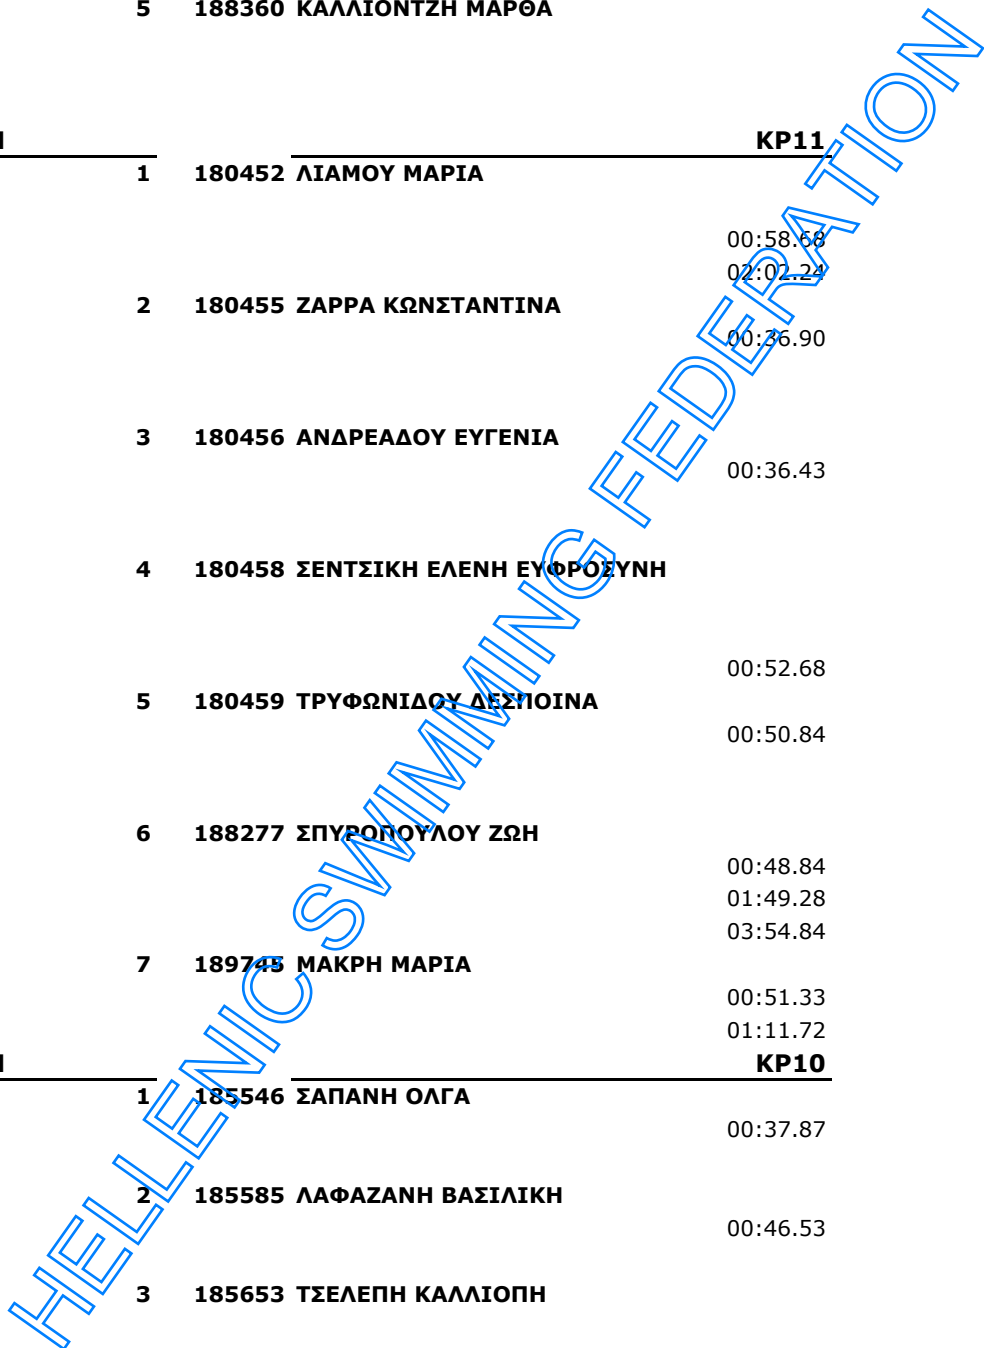 5 188360 ΚΑΛΛΙΟΝΤΖΗ ΜΑΡΘΑ
ΚΡ11
1 180452 ΛΙΑΜΟΥ ΜΑΡΙΑ
00:58.68
02:02.24
2 180455 ΖΑΡΡΑ ΚΩΝΣΤΑΝΤΙΝΑ
00:36.90
3 180456 ΑΝΔΡΕΑΔΟΥ ΕΥΓΕΝΙΑ
00:36.43
4 180458 ΣΕΝΤΣΙΚΗ ΕΛΕΝΗ ΕΥΦΡΟΣΥΝΗ
00:52.68
5 180459 ΤΡΥΦΩΝΙΔΟΥ ΔΕΣΠΟΙΝΑ
00:50.84
6 188277 ΣΠΥΡΟΠΟΥΛΟΥ ΖΩΗ
00:48.84
01:49.28
03:54.84
7 189745 ΜΑΚΡΗ ΜΑΡΙΑ
00:51.33
01:11.72
ΚΡ10
1 185546 ΣΑΠΑΝΗ ΟΛΓΑ
00:37.87
2 185585 ΛΑΦΑΖΑΝΗ ΒΑΣΙΛΙΚΗ
00:46.53
3 185653 ΤΣΕΛΕΠΗ ΚΑΛΛΙΟΠΗ
HELLENIC SWIMMING FEDERATION